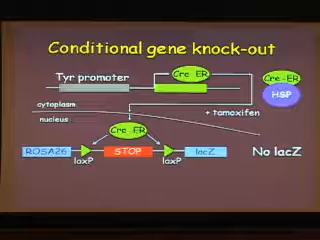 Conditional gene knock-out
Tyr promoter
Cre-ER
Cre-ER
HSP
cytoplasm
nucleus
+ tamoxifen
Cre-ER
ROSA26
loxP
STOP
loxP
lacZ
No lacZ